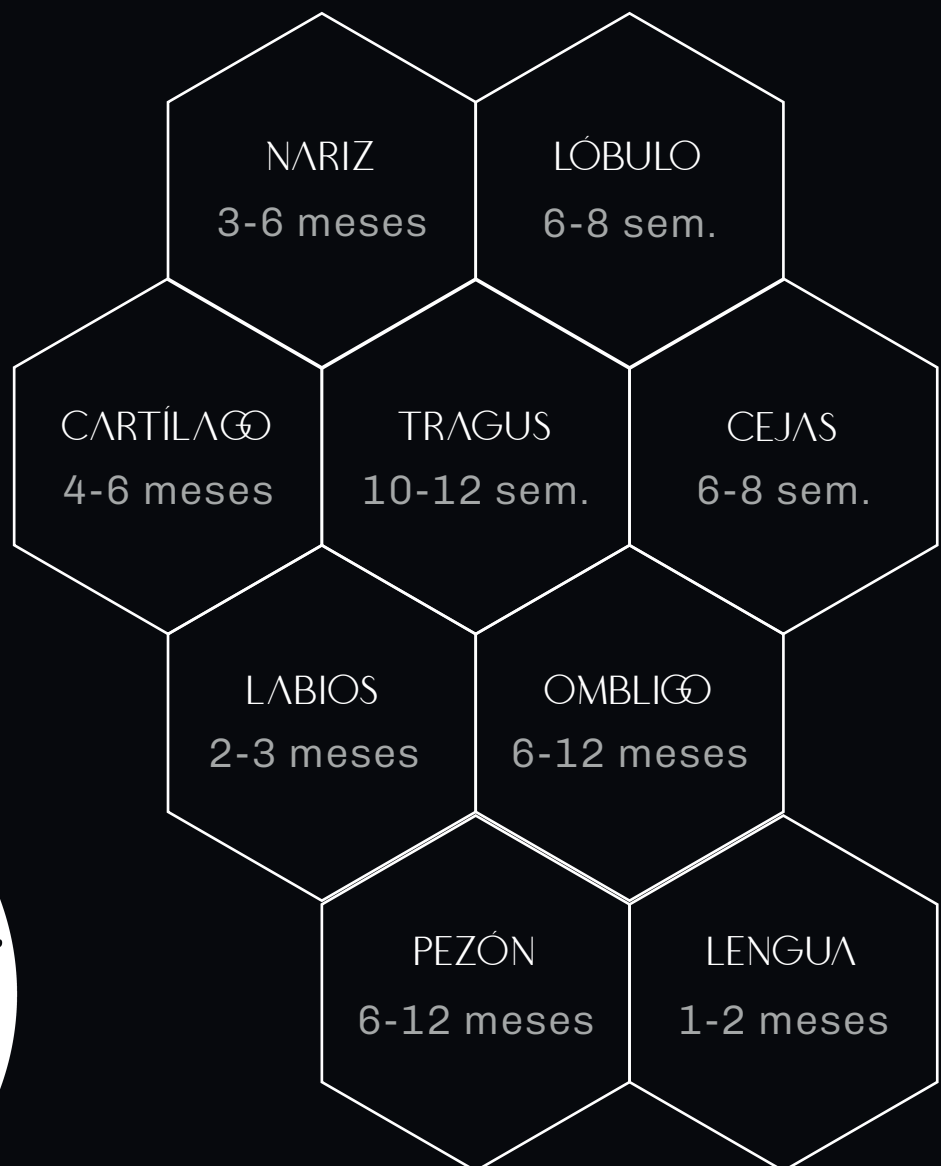 NARIZ
3-6 meses
LÓBULO
6-8 sem.
CARTÍLAGO
4-6 meses
TRAGUS
10-12 sem.
CEJAS
6-8 sem.
LABIOS
2-3 meses
OMBLIGO
6-12 meses
PEZÓN
6-12 meses
LENGUA
1-2 meses